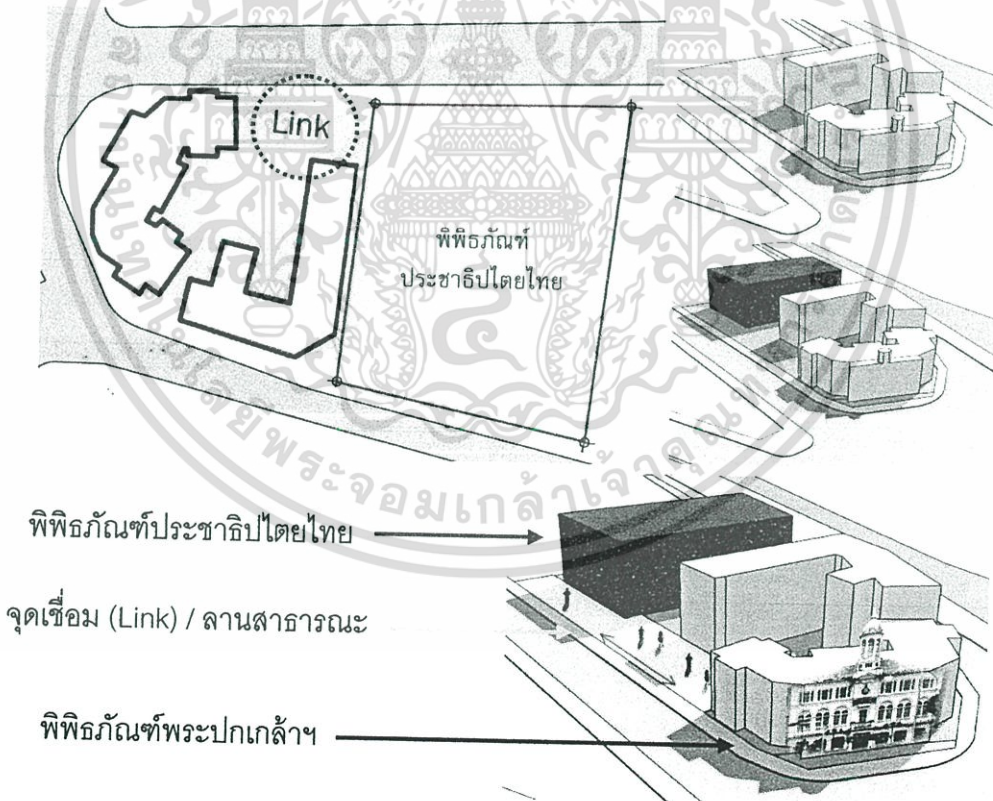 Link
พิพิธภัณฑ์
ประชาธิปไตยไทย
พิพิธภัณฑ์ประชาธิปไตยไทย
จุดเชื่อม (Link) / ลานสาธารณะ
พิพิธภัณฑ์พระปกเกล้าฯ